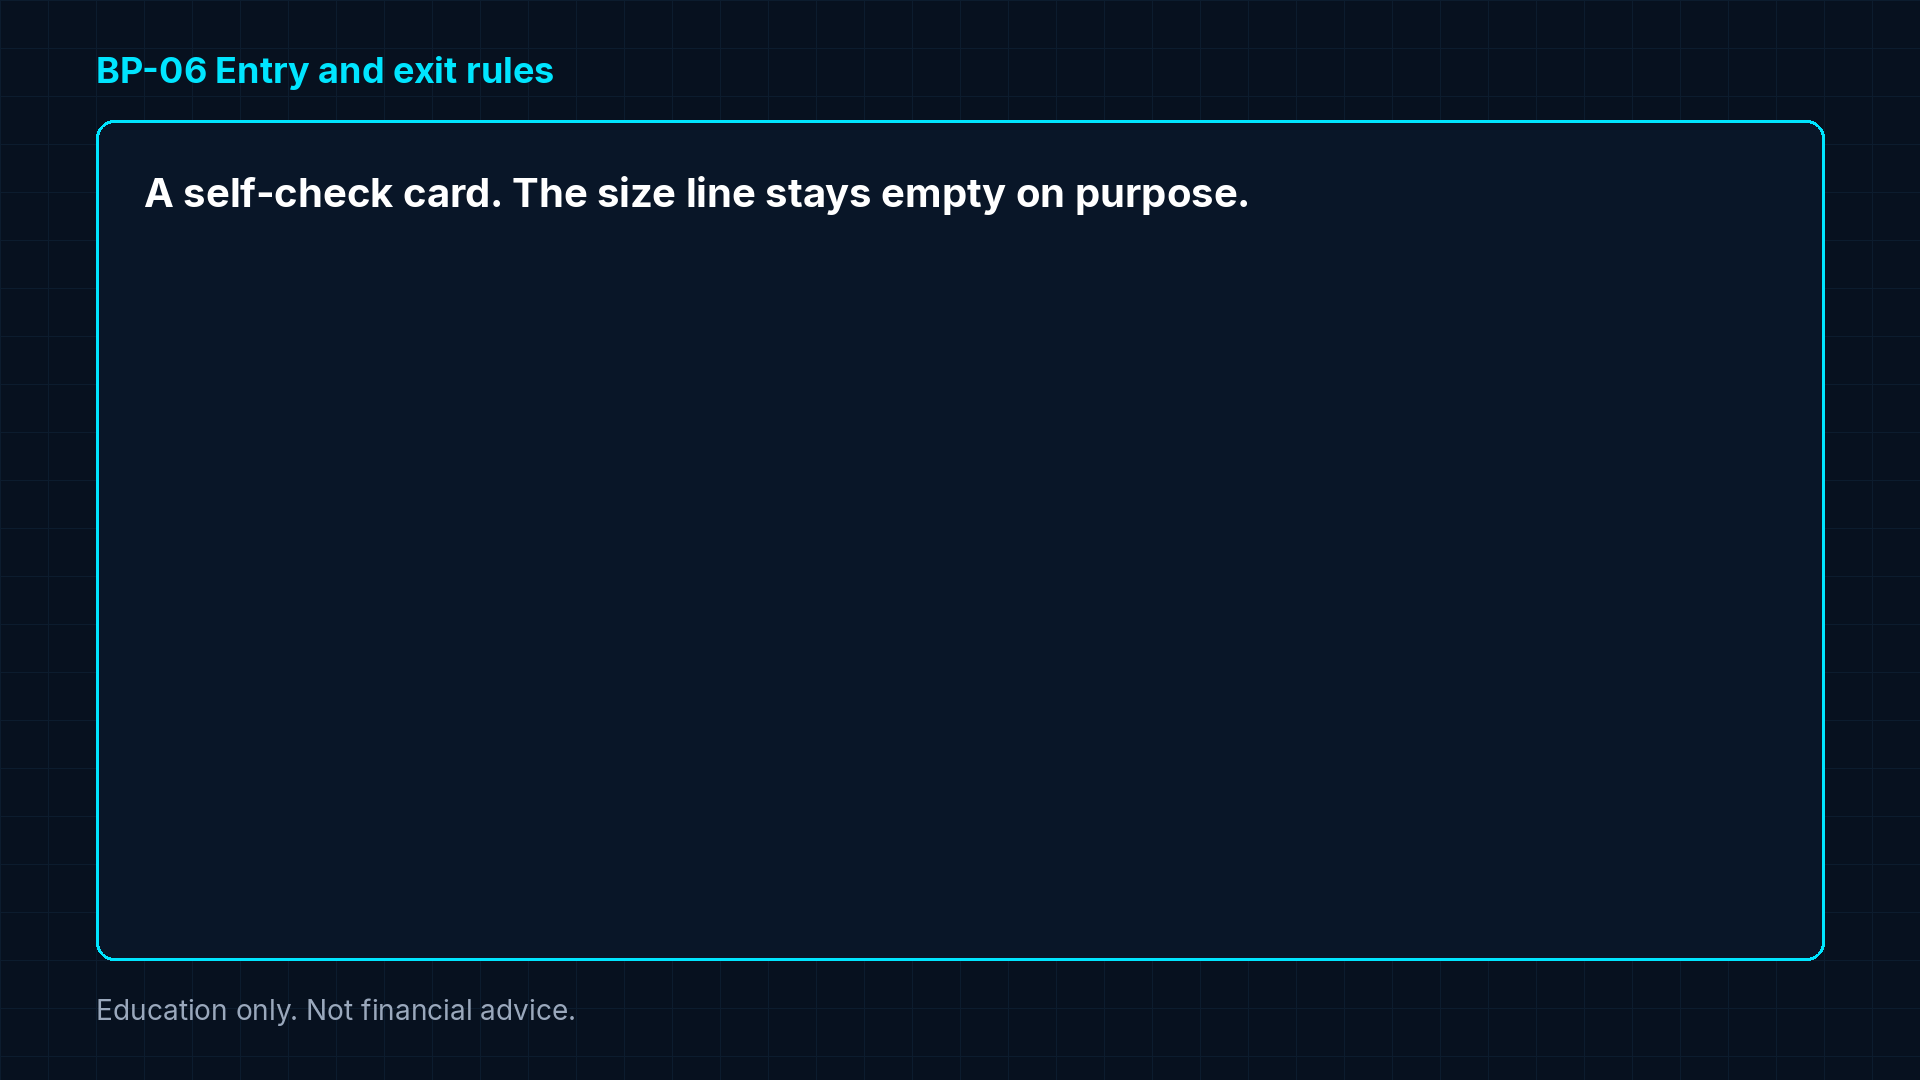 BP-06 Entry and exit rules
A self-check card. The size line stays empty on purpose.
Education only. Not financial advice.